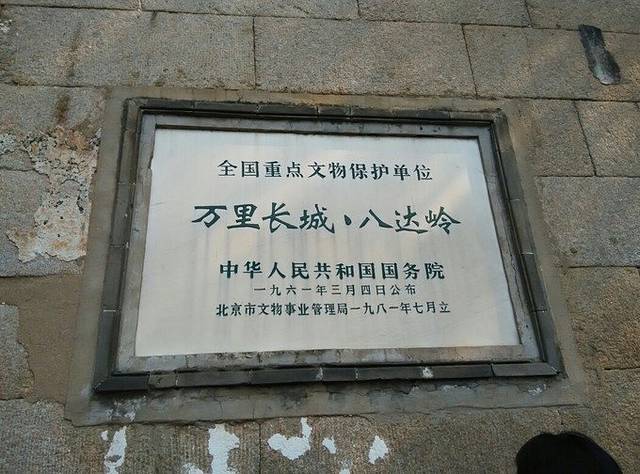 全国重点文物保护单位
万里长城·八达岭
中华人民共和国国务院
一九六一年三月四日公布
北京市文物事业管理局一九八一年七月立